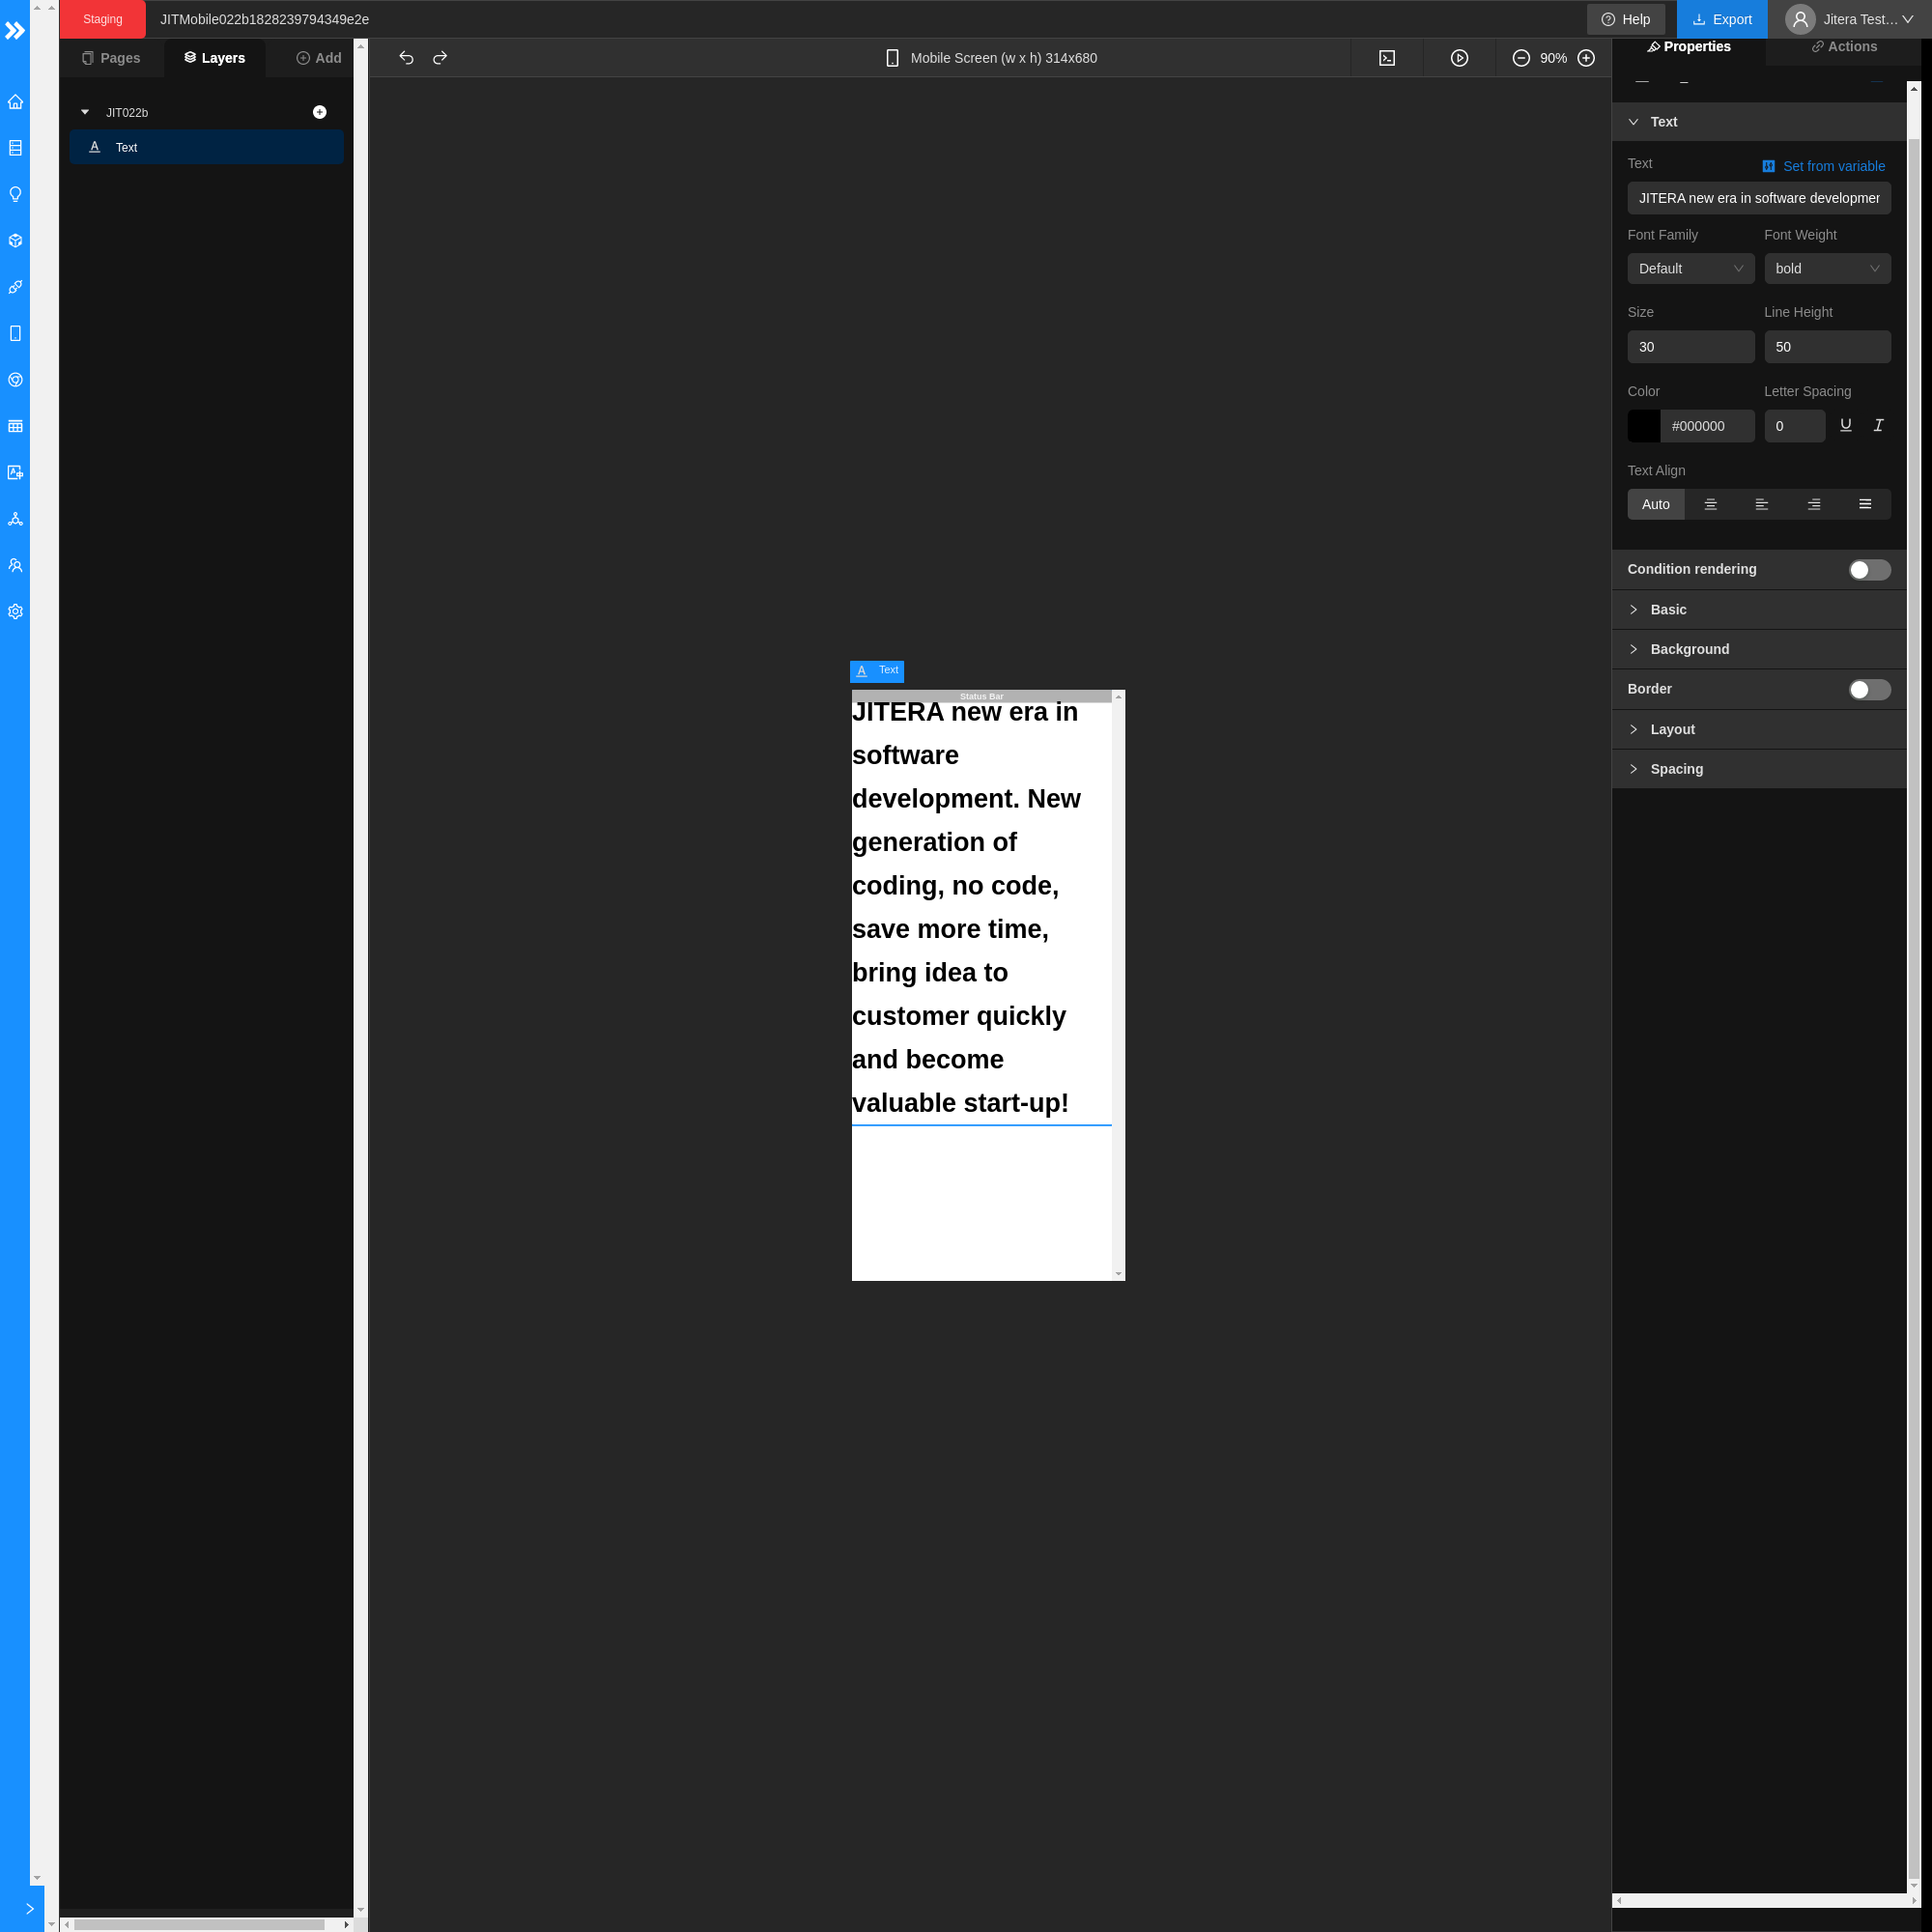 Staging
JITMobile022b1828239794349e2e
Help
Export
Jitera Test...
Pages
Layers
Add
Mobile Screen (w x h) 314x680
90%
Properties
Actions
JIT022b
Text
Text
Status Bar
JITERA new era in
software
development. New
generation of
coding, no code,
save more time,
bring idea to
customer quickly
and become
valuable start-up!
Text
Text
Set from variable
JITERA new era in software developmer
Font Family
Font Weight
Default
bold
Size
Line Height
30
50
Color
Letter Spacing
#000000
0
Text Align
Auto
Condition rendering
Basic
Background
Border
Layout
Spacing